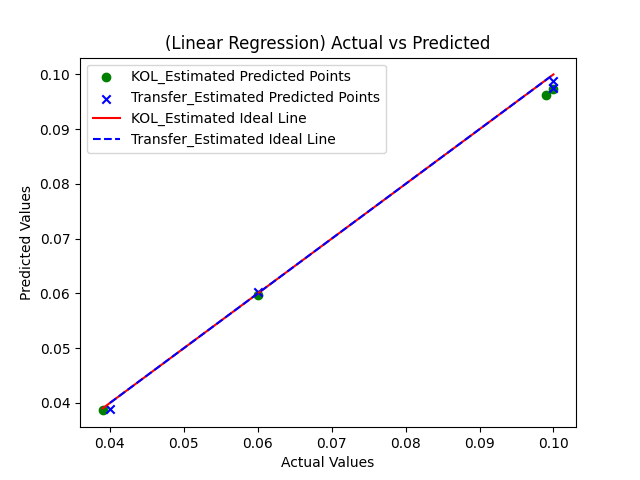 (Linear Regression) Actual vs Predicted
KOL_Estimated Predicted Points
Transfer_Estimated Predicted Points
KOL_Estimated Ideal Line
Transfer_Estimated Ideal Line
0.10
0.09
0.08
0.07
0.06
0.05
0.04
Predicted Values
0.04 0.05 0.06 0.07 0.08 0.09 0.10
Actual Values